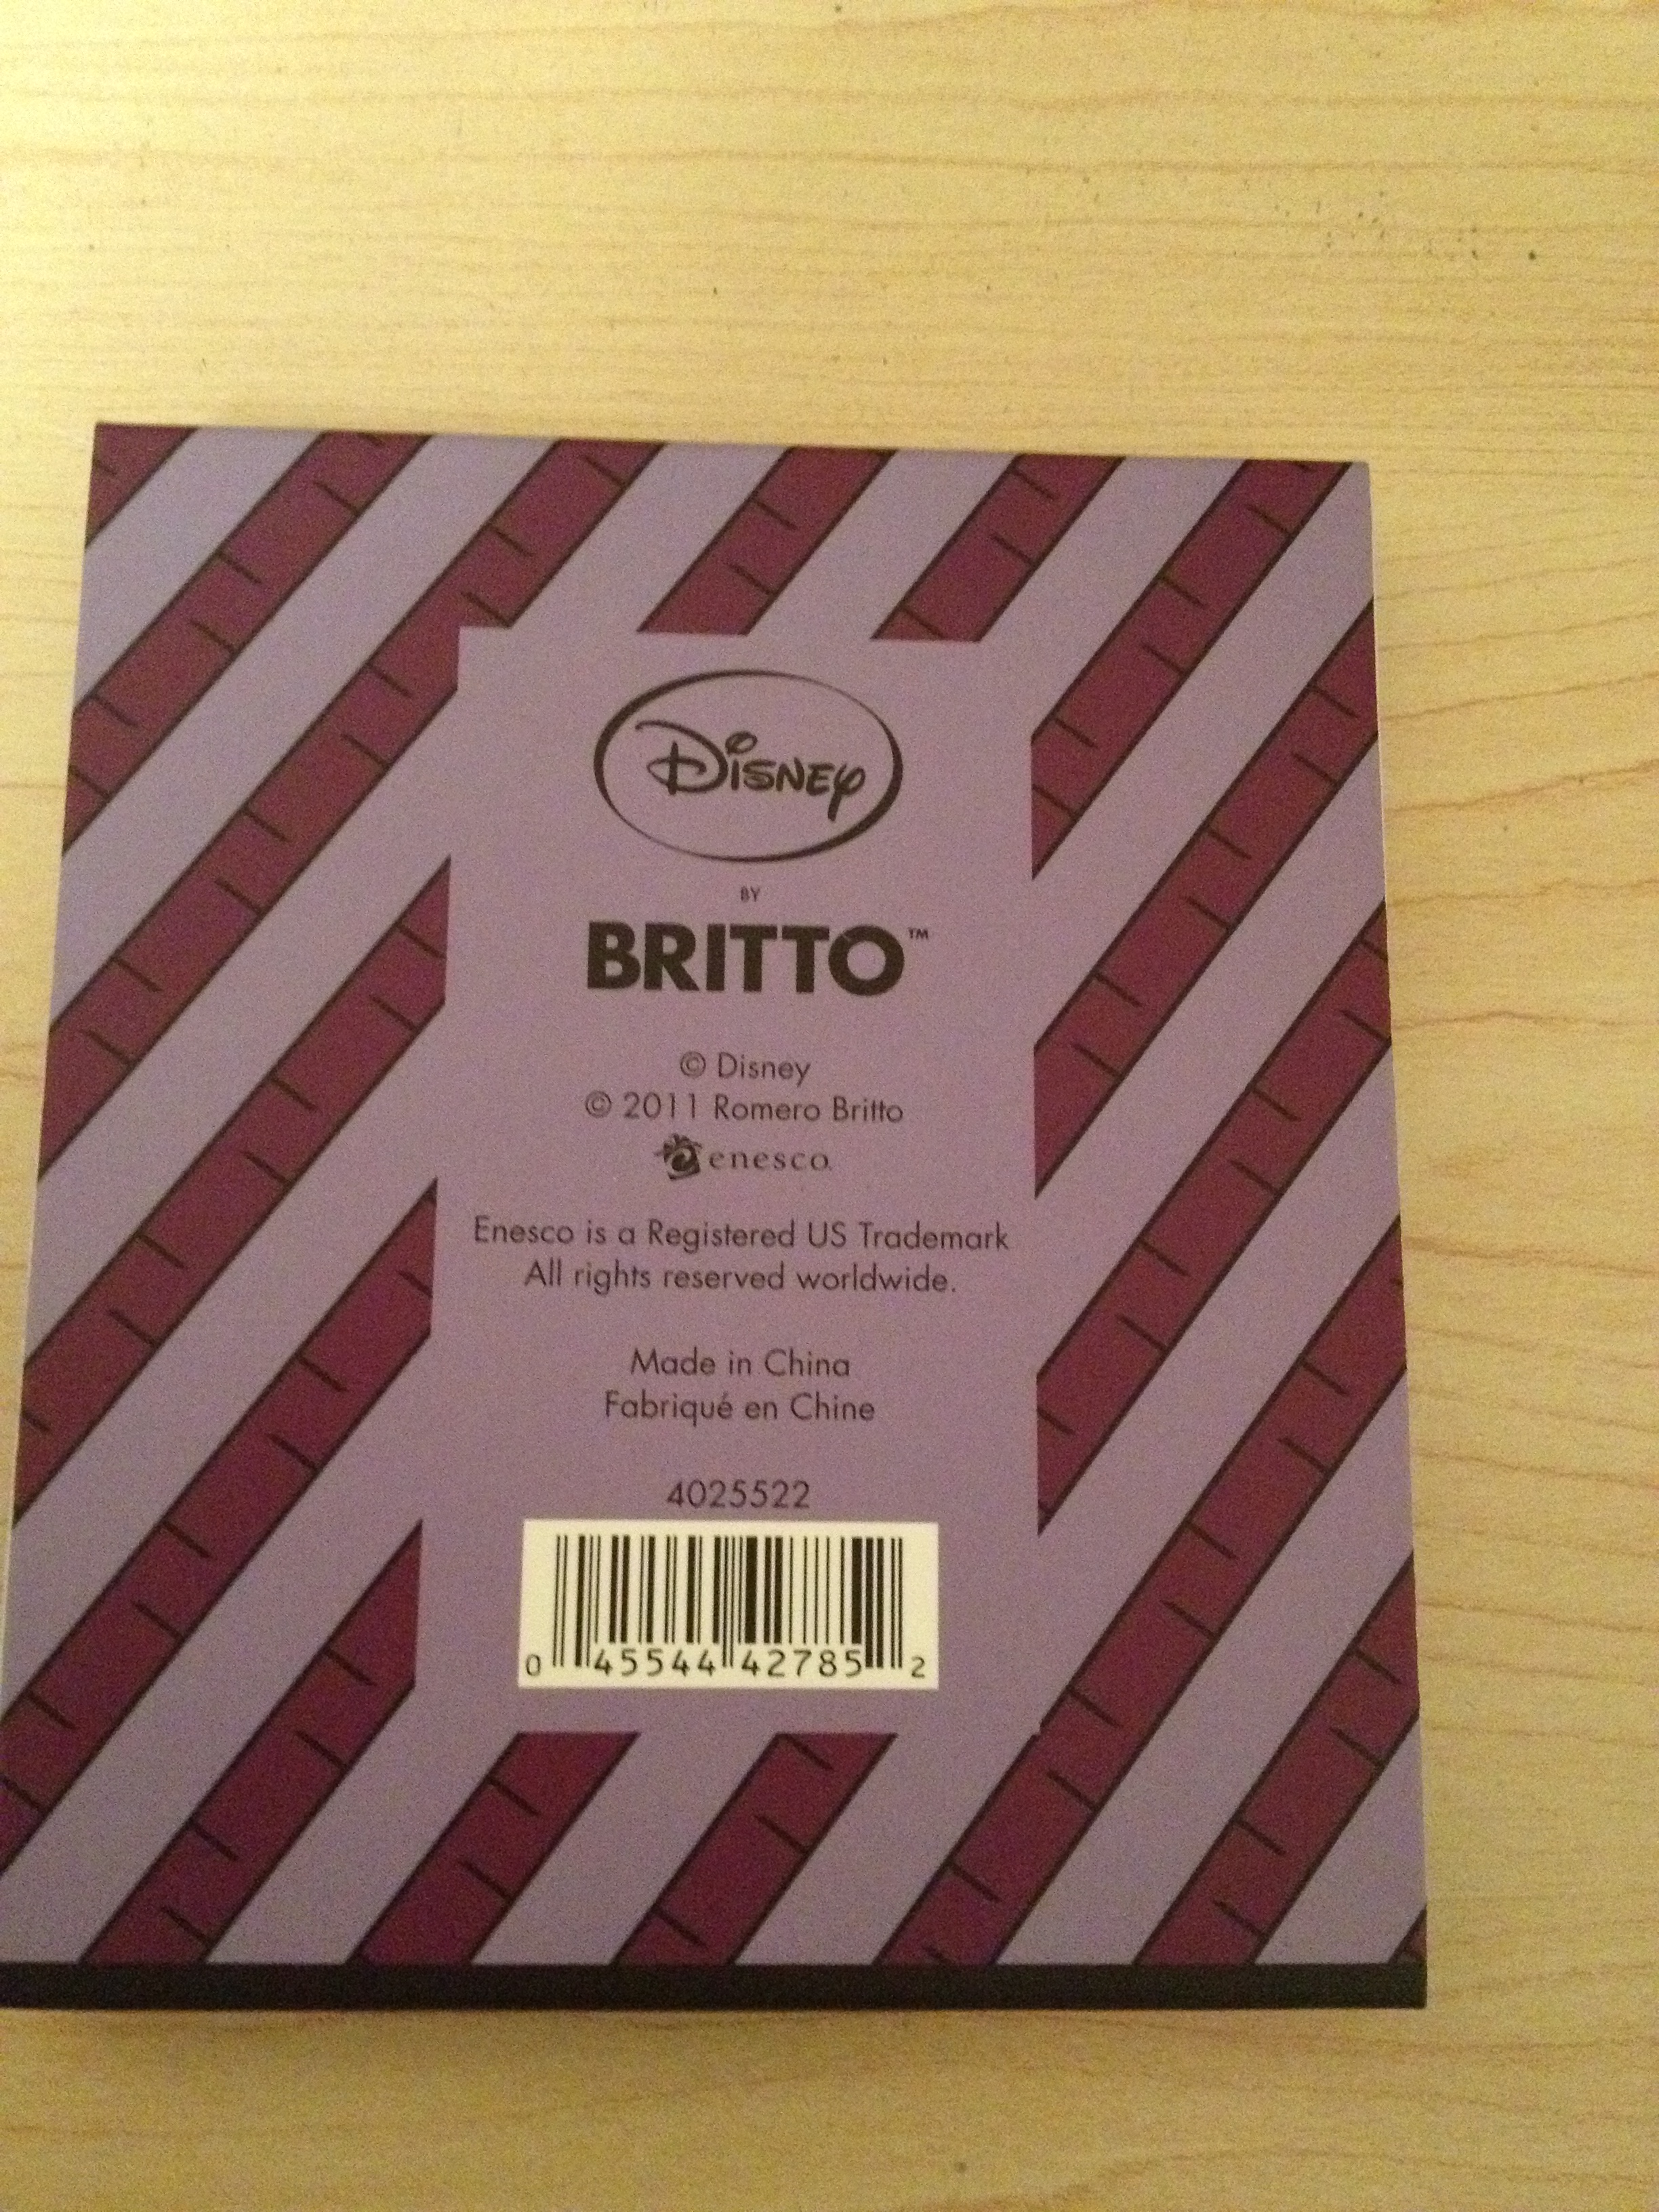 Disney
BY
BRITTO™
© Disney
© 2011 Romero Britto
enesco.
Enesco is a Registered US Trademark
All rights reserved worldwide.
Made in China
Fabriqué en Chine
4025522
0 45544 42785 2